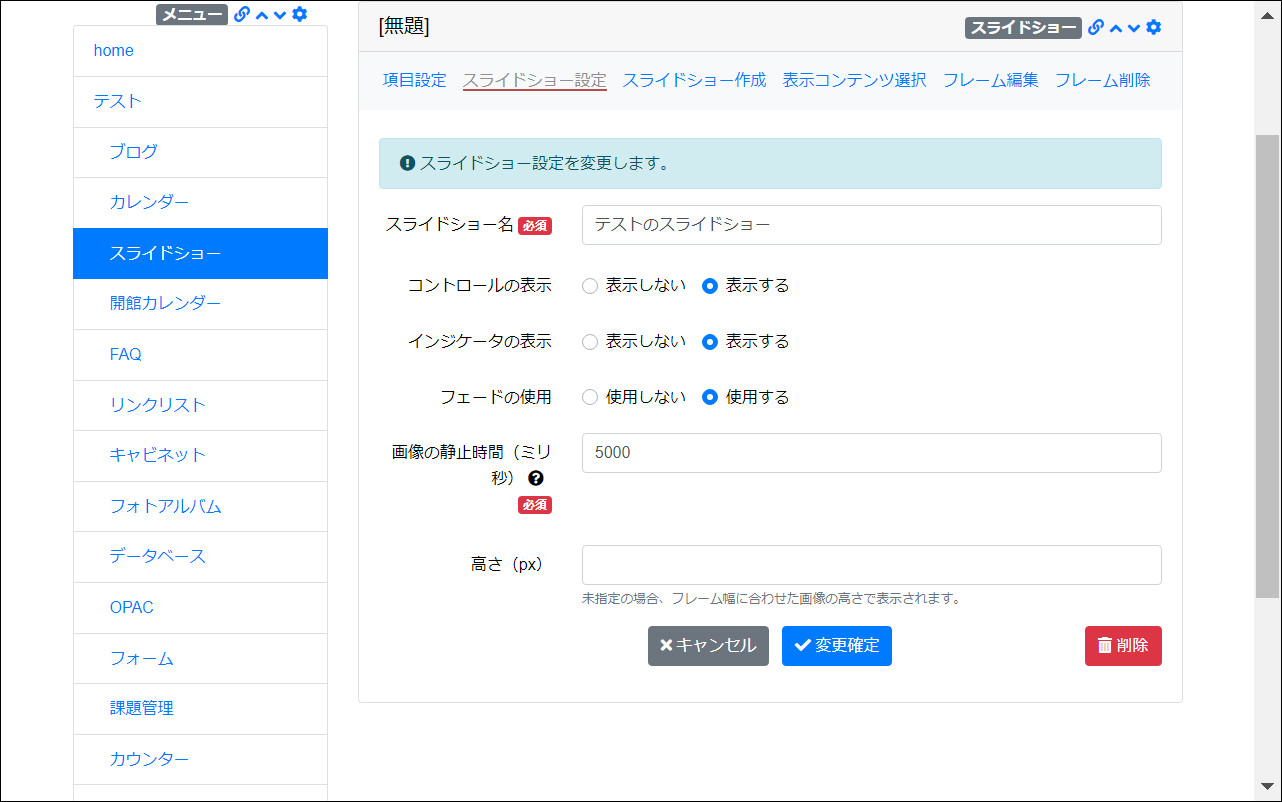 メニュー
home
テスト
ブログ
カレンダー
スライドショー
開館カレンダー
FAQ
リンクリスト
キャビネット
フォトアルバム
データベース
OPAC
フォーム
課題管理
カウンター
[無題]
スライドショー
項目設定 スライドショー設定 スライドショー作成 表示コンテンツ選択 フレーム編集 フレーム削除
スライドショー設定を変更します。
スライドショー名 必須 テストのスライドショー
コントロールの表示 表示しない 表示する
インジケータの表示 表示しない 表示する
フェードの使用 使用しない 使用する
画像の静止時間（ミリ 5000
秒）
必須
高さ（px）
未指定の場合、フレーム幅に合わせた画像の高さで表示されます。
キャンセル 変更確定 削除